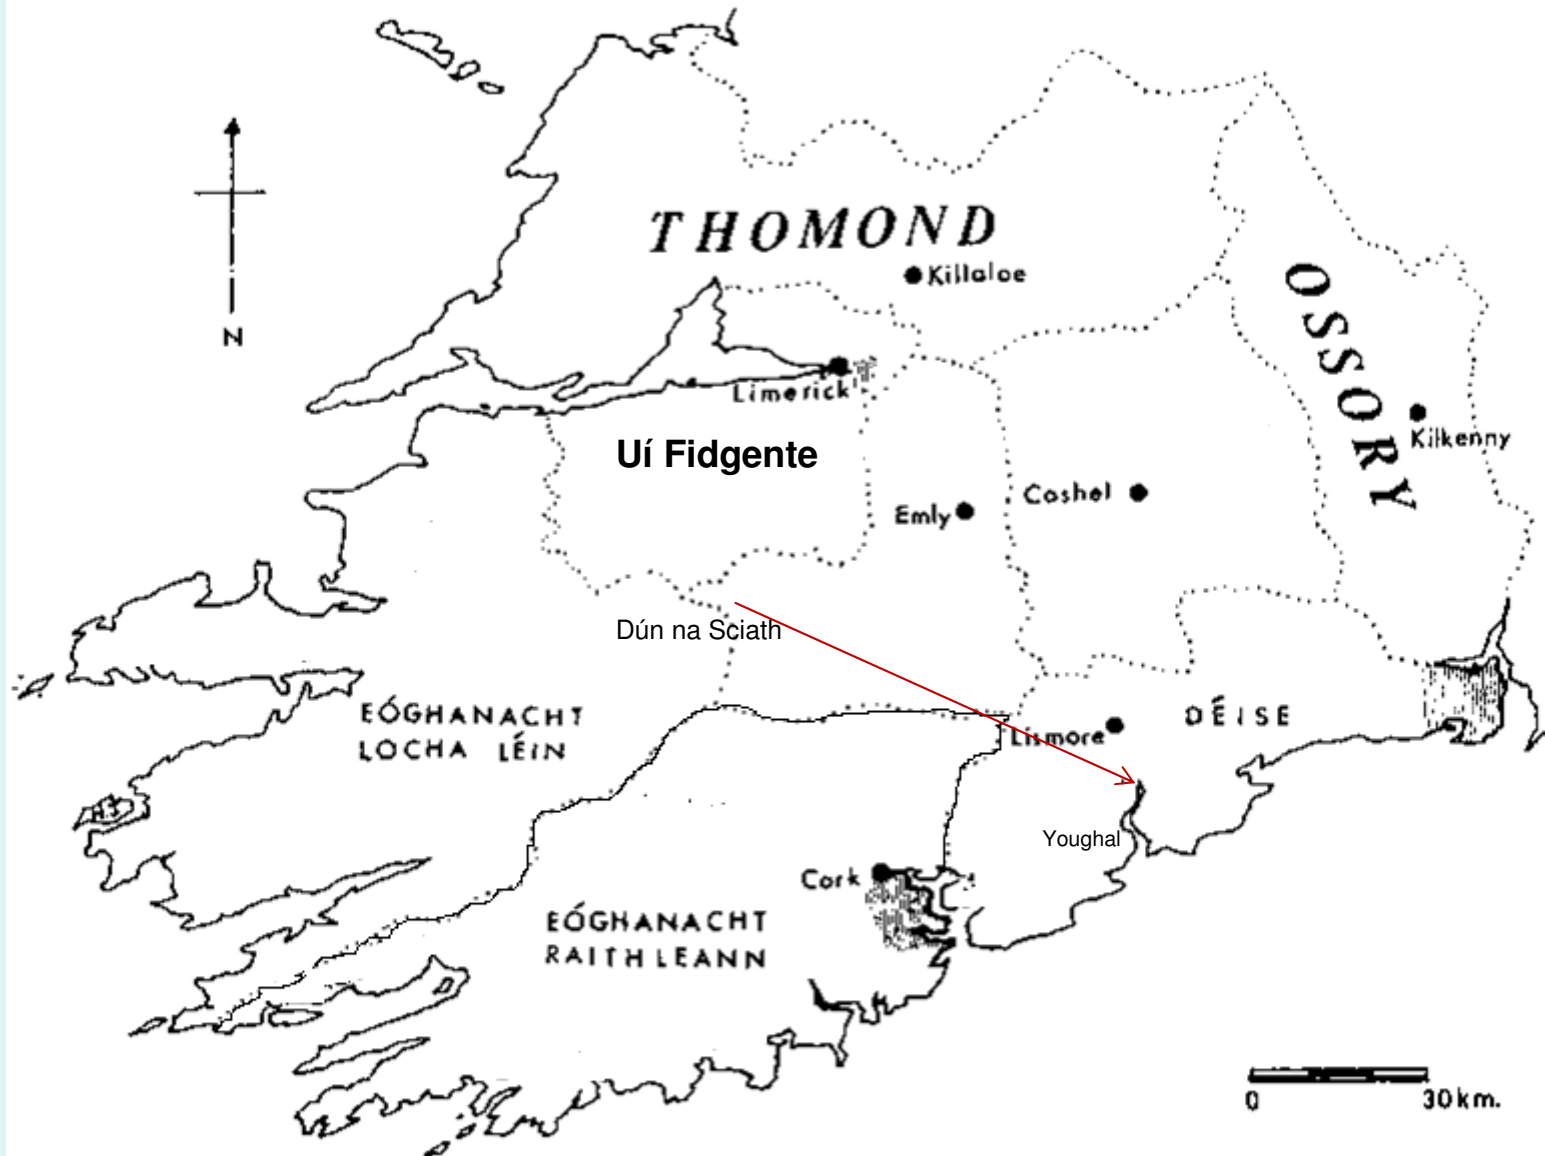 THOMOND
Killaloe
OSSORY
N
Limerick
Kilkenny
Uí Fidgente
Cashel
Emly
Dún na Sciath
EÓGHANACHT
LOCHA LÉIN
DÉISE
Lismore
Youghal
Cork
EÓGHANACHT
RAITHLEANN
0 30km.